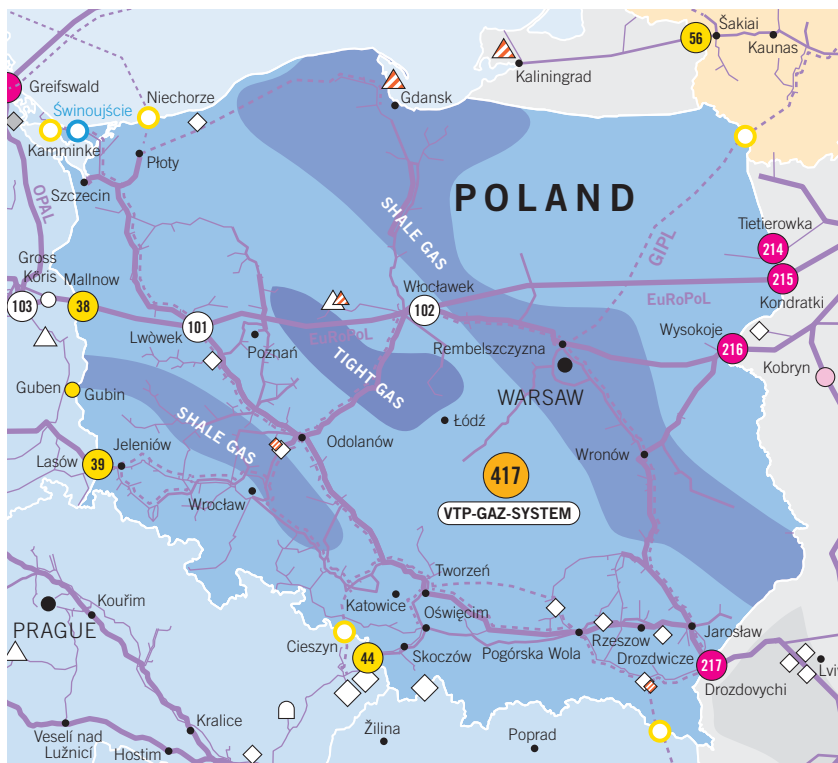 56
Šakiai
Kaunas
Kaliningrad
Greifswald
Niechorze
Świnoujście
Gdansk
Kamminke
Płoty
Szczecin
POLAND
OPAL
SHALE GAS
GIPL
Tietierowka
214
215
Kondratki
Gross
Köris
Mallnow
103
38
Włocławek
102
EuRoPoL
101
Lwòwek
EuRoPoL
Poznań
Rembelszczyzna
Wysokoje
216
Kobryn
TIGHT GAS
WARSAW
Guben
Gubin
SHALE GAS
Łódź
Odolanów
Jeleniów
Lasów
39
Wronów
417
VTP-GAZ-SYSTEM
Wrocław
Tworzeń
Katowice
Oświęcim
Kouřim
PRAGUE
Cieszyn
44
Skoczów
Pogórska Wola
Rzeszow
Jarosław
Drozdwicze
217
Drozdovychi
Kralice
Veselí nad
Lužnicí
Hostim
Žilina
Poprad